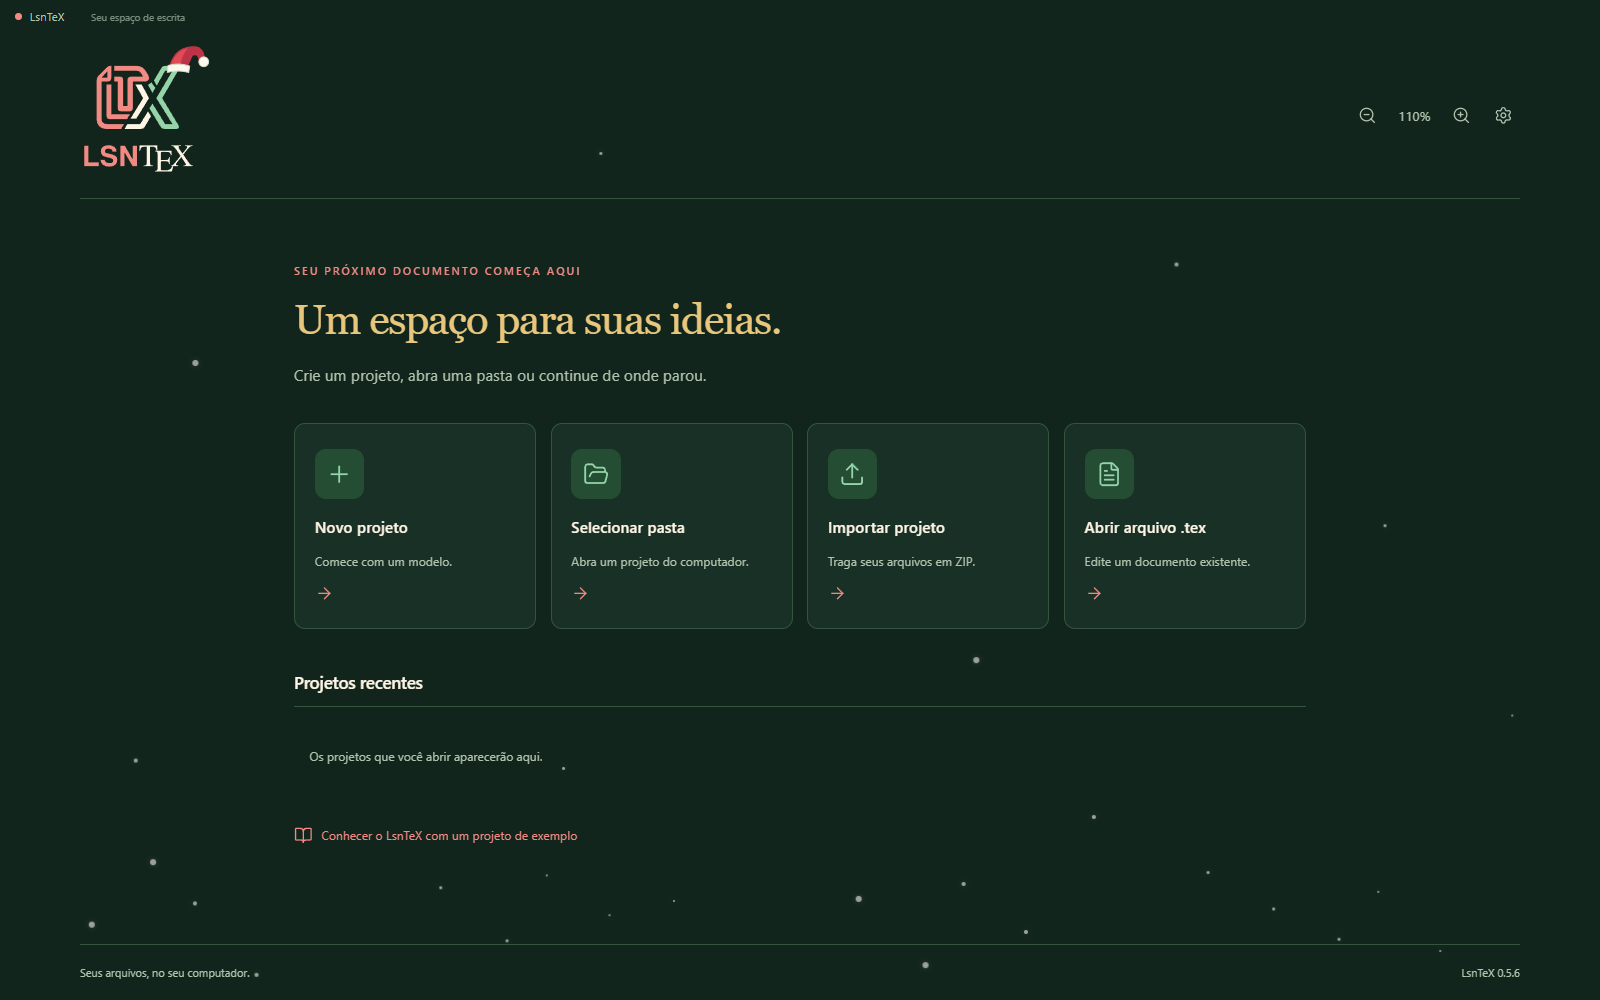 LsnTeX
Seu espaço de escrita
LSNTEX
110%
SEU PRÓXIMO DOCUMENTO COMEÇA AQUI
Um espaço para suas ideias.
Crie um projeto, abra uma pasta ou continue de onde parou.
Novo projeto
Comece com um modelo.
Selecionar pasta
Abra um projeto do computador.
Importar projeto
Traga seus arquivos em ZIP.
Abrir arquivo .tex
Edite um documento existente.
Projetos recentes
Os projetos que você abrir aparecerão aqui.
Conhecer o LsnTeX com um projeto de exemplo
Seus arquivos, no seu computador.
LsnTeX 0.5.6